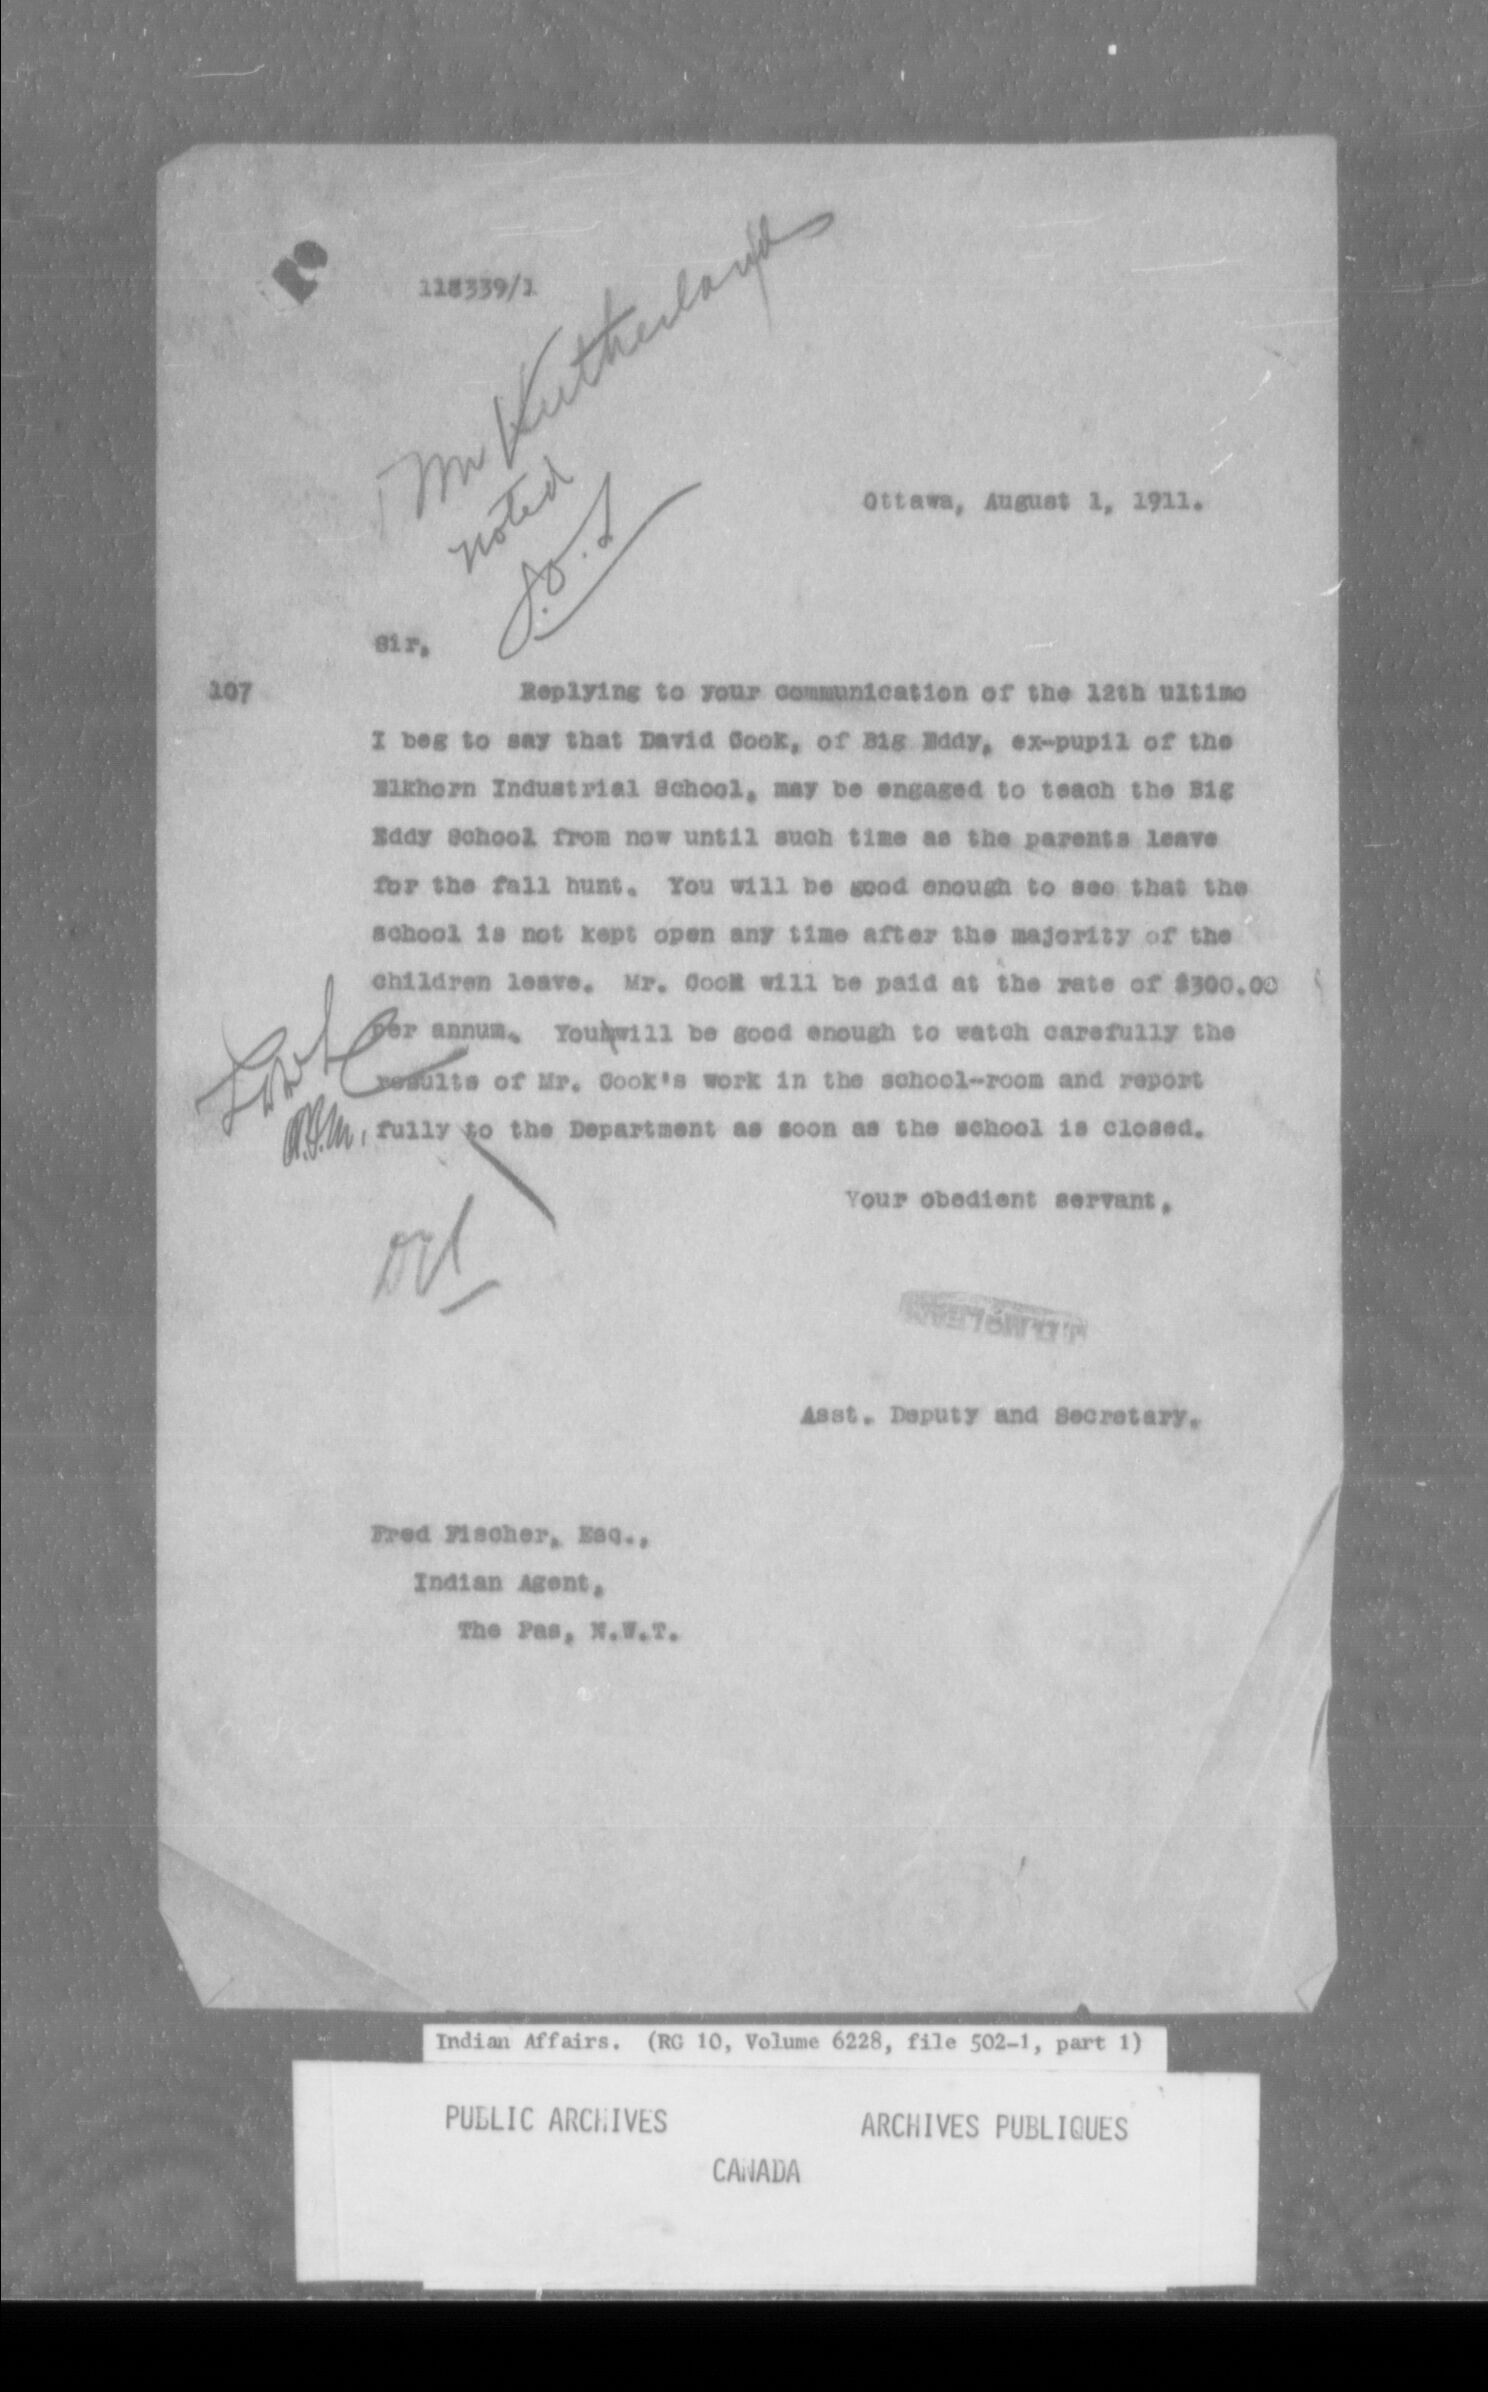 118339/1
Mr Sutherland
noted
Ottawa, August 1, 1911.
Sir,
107
Replying to your communication of the 12th ultimo
I beg to say that David Cook, of Big Eddy, ex-pupil of the
Elkhorn Industrial School, may be engaged to teach the Big
Eddy School from now until such time as the parents leave
for the fall hunt. You will be good enough to see that the
school is not kept open any time after the majority of the
children leave. Mr. Cook will be paid at the rate of $300.00
per annum. You will be good enough to watch carefully the
results of Mr. Cook's work in the school-room and report
fully to the Department as soon as the school is closed.
Your obedient servant,
Asst. Deputy and Secretary.
Fred Fischer, Esq.,
Indian Agent,
The Pas, N.W.T.
Indian Affairs. (RG 10, Volume 6228, file 502-1, part 1)
PUBLIC ARCHIVES ARCHIVES PUBLIQUES
CANADA